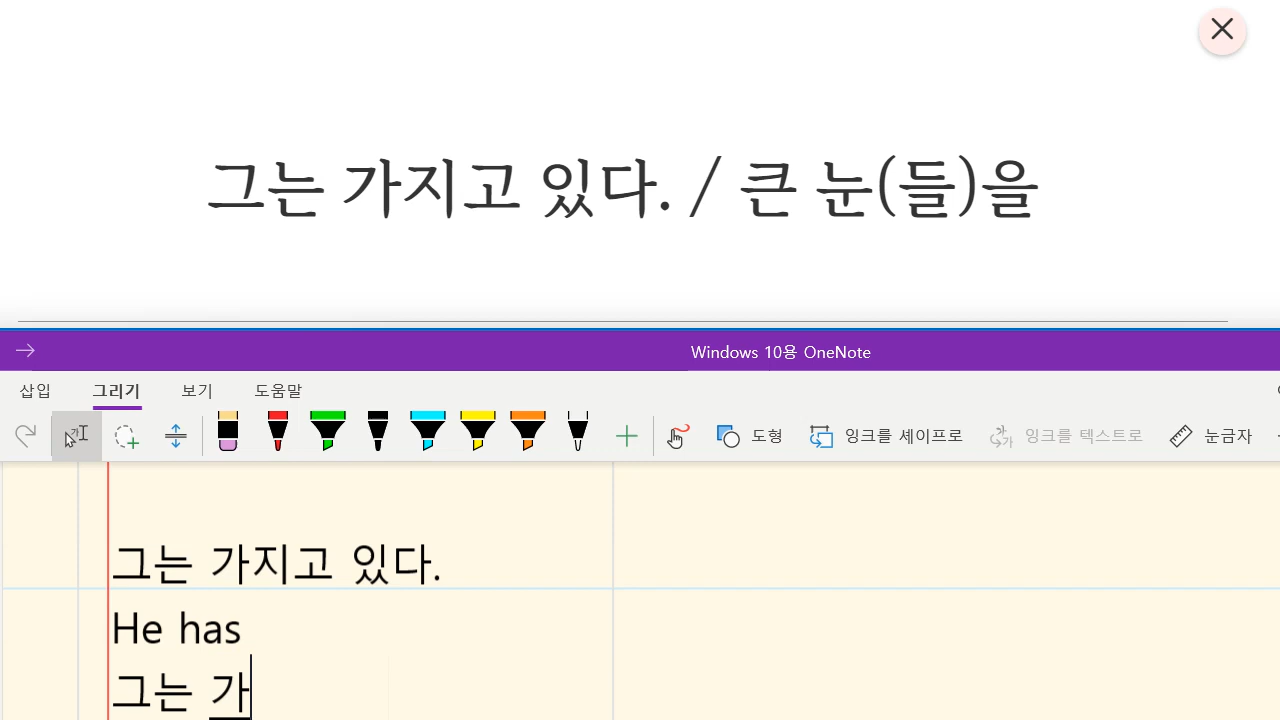 그는 가지고 있다. / 큰 눈(들)을
Windows 10용 OneNote
삽입 그리기 보기 도움말
도형 잉크를 셰이프로 잉크를 텍스트로 눈금자
그는 가지고 있다.
He has
그는 가